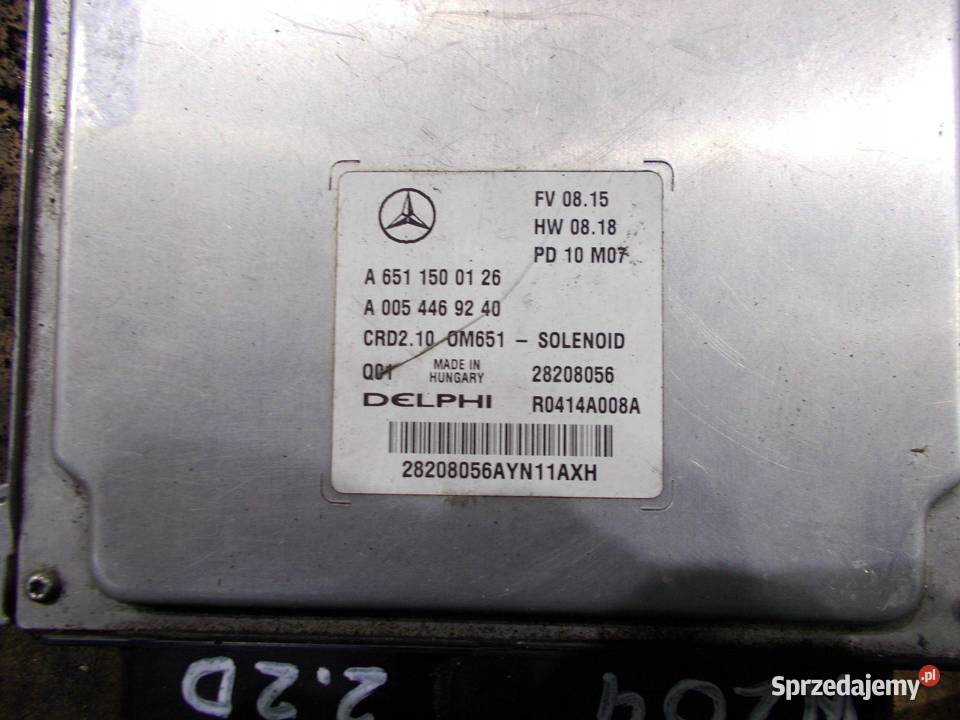 FV 08.15
HW 08.18
PD 10 M07
A 651 150 01 26
A 005 446 92 40
CRD2.10 OM651 – SOLENOID
Q01 MADE IN HUNGARY 28208056
DELPHI R0414A008A
28208056AYN11AXH
W204 2.2D
Sprzedajemy.pl